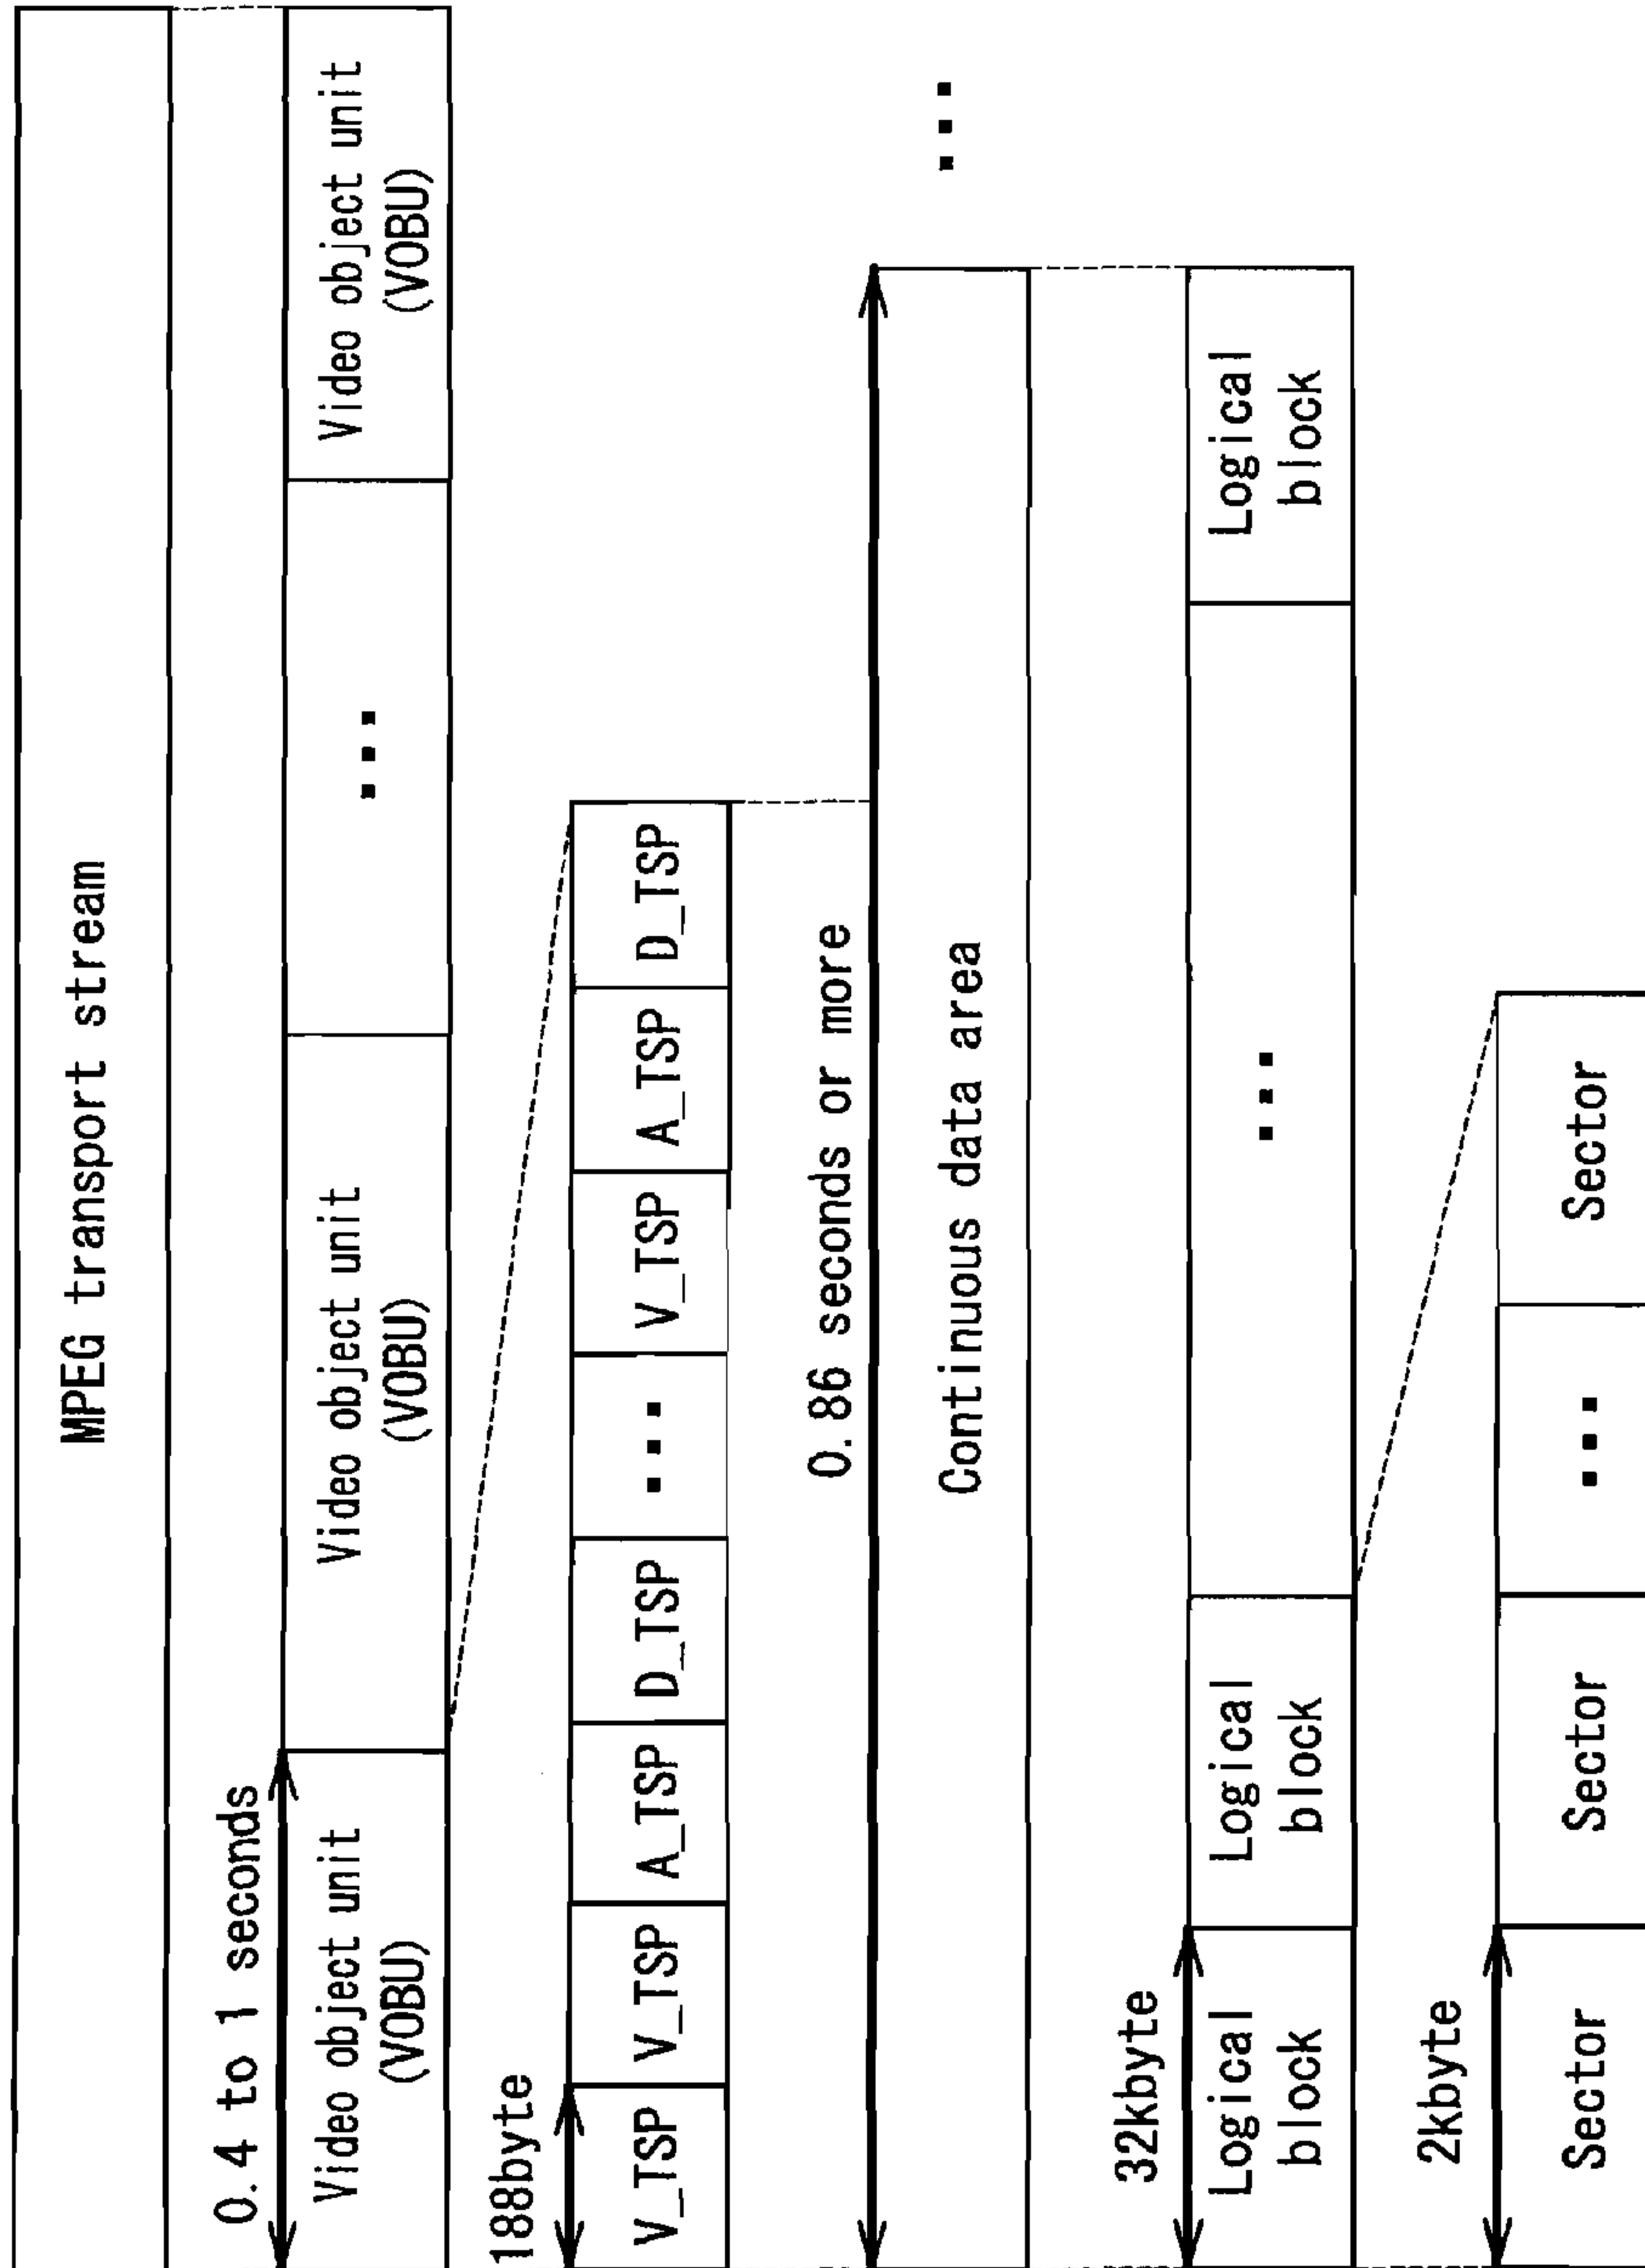 MPEG transport stream
0.4 to 1 seconds
Video object unit
(VOBU)
Video object unit
(VOBU)
...
Video object unit
(VOBU)
188byte
V_TSP
V_TSP
A_TSP
D_TSP
...
V_TSP
A_TSP
D_TSP
0.86 seconds or more
Continuous data area
...
32kbyte
Logical
block
Logical
block
...
Logical
block
2kbyte
Sector
Sector
...
Sector